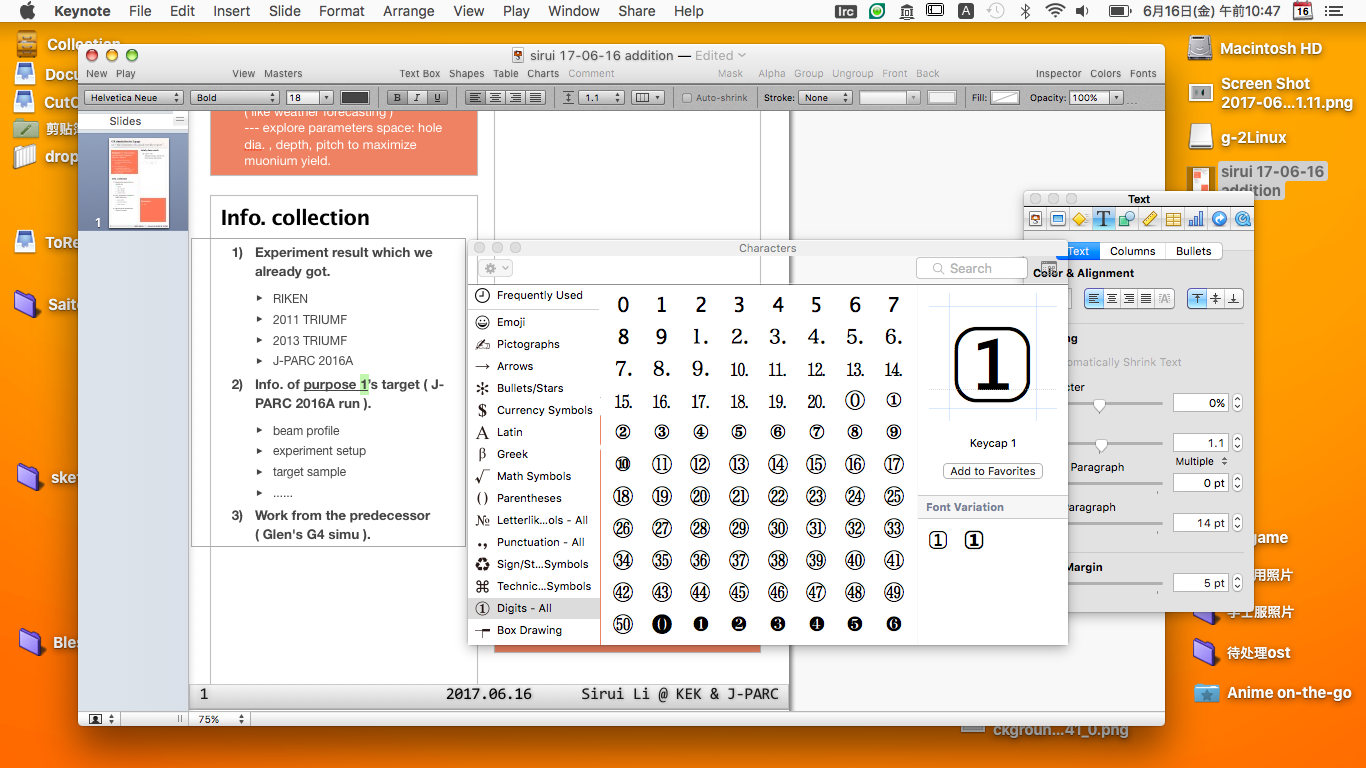 Keynote File Edit Insert Slide Format Arrange View Play Window Share Help
lrc A 6月16日(金) 午前10:47 16
sirui 17-06-16 addition — Edited
New Play View Masters Text Box Shapes Table Charts Comment Mask Alpha Group Ungroup Front Back Inspector Colors Fonts
Helvetica Neue Bold 18 B I U 1.1 Auto-shrink Stroke: None Fill: Opacity: 100%
Slides
1
( like weather forecasting )
--- explore parameters space: hole
dia. , depth, pitch to maximize
muonium yield.
Info. collection
1) Experiment result which we
already got.
▸ RIKEN
▸ 2011 TRIUMF
▸ 2013 TRIUMF
▸ J-PARC 2016A
2) Info. of purpose 1's target ( J-
PARC 2016A run ).
▸ beam profile
▸ experiment setup
▸ target sample
▸ ......
3) Work from the predecessor
( Glen's G4 simu ).
1 2017.06.16 Sirui Li @ KEK & J-PARC
75%
Characters
Search
Frequently Used
Emoji
Pictographs
Arrows
Bullets/Stars
$ Currency Symbols
A Latin
β Greek
√ Math Symbols
( ) Parentheses
№ Letterlik...ols - All
., Punctuation - All
Sign/St...Symbols
⌘ Technic...Symbols
① Digits - All
Box Drawing
0 1 2 3 4 5 6 7
8 9 1. 2. 3. 4. 5. 6.
7. 8. 9. 10. 11. 12. 13. 14.
15. 16. 17. 18. 19. 20. ⓪ ①
② ③ ④ ⑤ ⑥ ⑦ ⑧ ⑨
⑩ ⑪ ⑫ ⑬ ⑭ ⑮ ⑯ ⑰
⑱ ⑲ ⑳ ㉑ ㉒ ㉓ ㉔ ㉕
㉖ ㉗ ㉘ ㉙ ㉚ ㉛ ㉜ ㉝
㉞ ㉟ ㊱ ㊲ ㊳ ㊴ ㊵ ㊶
㊷ ㊸ ㊹ ㊺ ㊻ ㊼ ㊽ ㊾
㊿ ⓿ ❶ ❷ ❸ ❹ ❺ ❻
1
Keycap 1
Add to Favorites
Font Variation
1 1
Text
Text Columns Bullets
Color & Alignment
Automatically Shrink Text
0%
1.1
Multiple
Paragraph
0 pt
14 pt
Margin
5 pt
Macintosh HD
Screen Shot
2017-06...1.11.png
g-2Linux
sirui 17-06-16
addition
game
用照片
待处理ost
Anime on-the-go
ckgroun...41_0.png
Collection
Docu
CutC
剪贴
drop
ToRe
Saite
ske
Bles